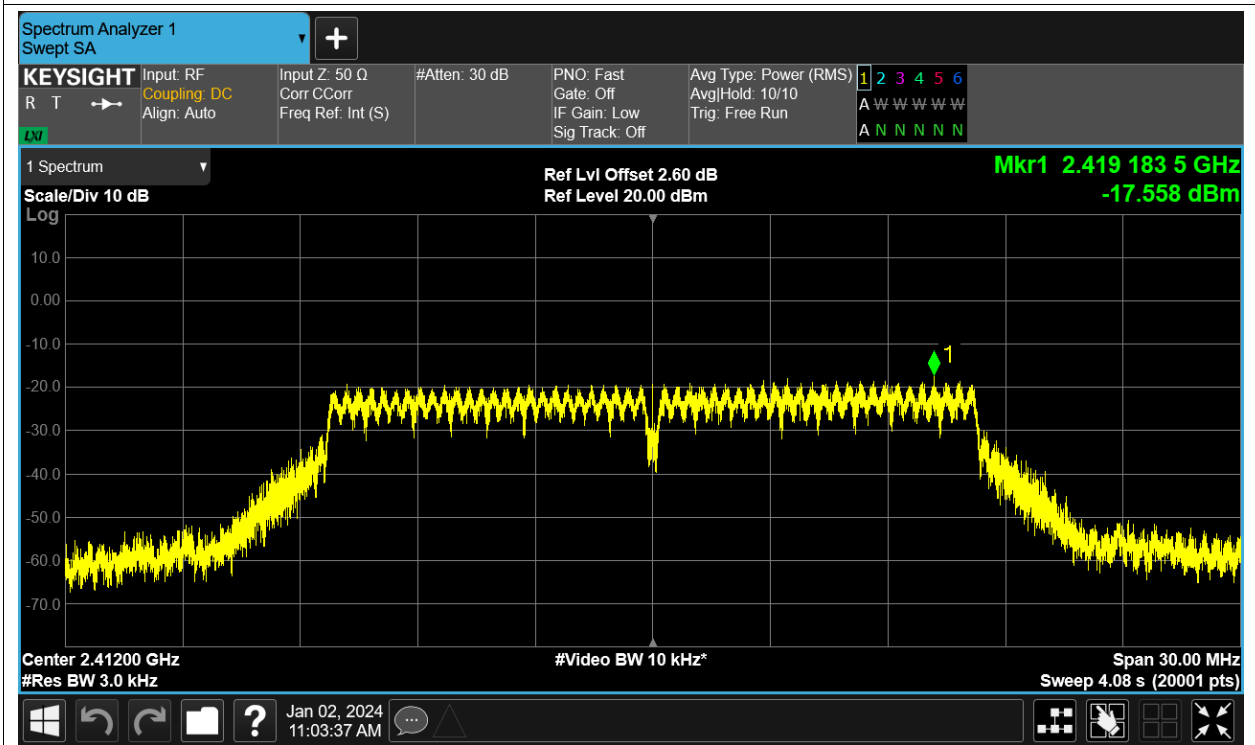 Spectrum Analyzer 1
Swept SA
KEYSIGHT
R T
LXI
Input: RF
Coupling: DC
Align: Auto
Input Z: 50 Ω
Corr CCorr
Freq Ref: Int (S)
#Atten: 30 dB
PNO: Fast
Gate: Off
IF Gain: Low
Sig Track: Off
Avg Type: Power (RMS)
Avg|Hold: 10/10
Trig: Free Run
1 2 3 4 5 6
A W W W W W
A N N N N N
1 Spectrum
Scale/Div 10 dB
Log
Ref Lvl Offset 2.60 dB
Ref Level 20.00 dBm
Mkr1 2.419 183 5 GHz
-17.558 dBm
10.0
0.00
-10.0
1
-20.0
-30.0
-40.0
-50.0
-60.0
-70.0
Center 2.41200 GHz
#Res BW 3.0 kHz
#Video BW 10 kHz*
Span 30.00 MHz
Sweep 4.08 s (20001 pts)
?
Jan 02, 2024
11:03:37 AM